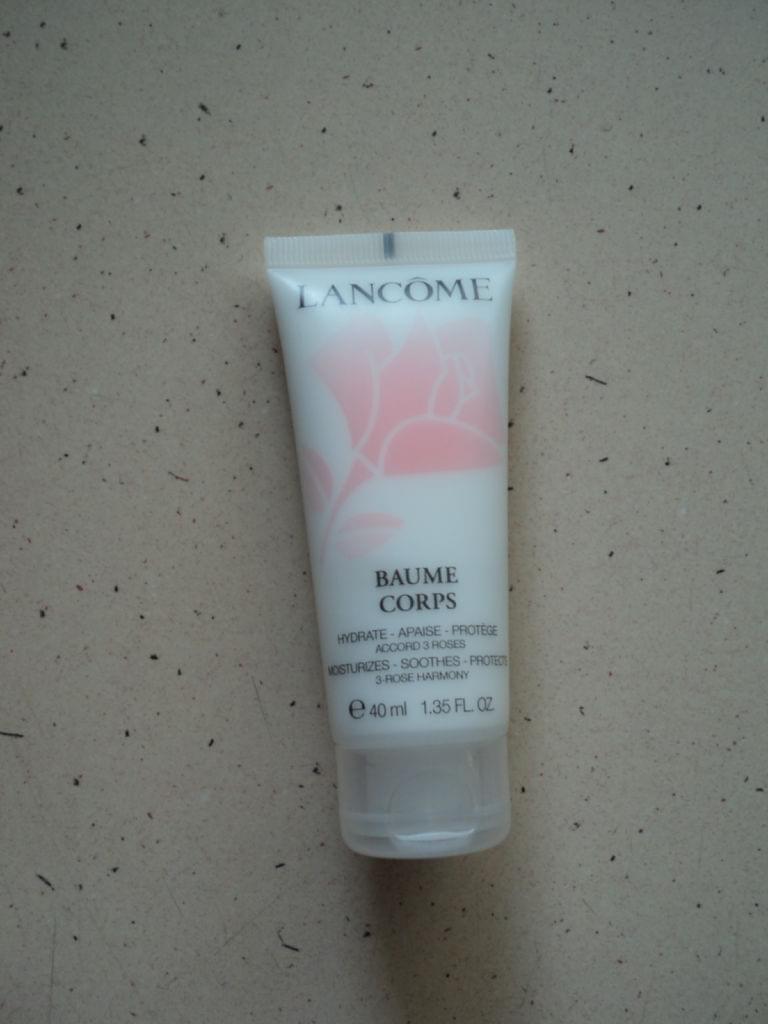 LANCÔME
BAUME
CORPS
HYDRATE - APAISE - PROTÈGE
ACCORD 3 ROSES
MOISTURIZES - SOOTHES - PROTECTS
3-ROSE HARMONY
e 40 ml 1.35 FL. OZ.